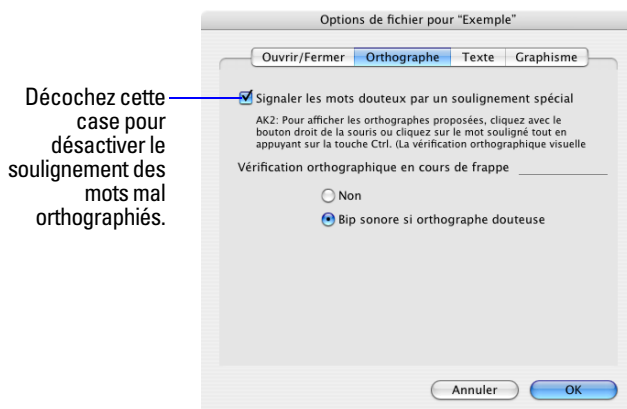 Options de fichier pour “Exemple”
Ouvrir/Fermer Orthographe Texte Graphisme
Décochez cette
case pour
désactiver le
soulignement des
mots mal
orthographiés.
Signaler les mots douteux par un soulignement spécial
AK2: Pour afficher les orthographes proposées, cliquez avec le
bouton droit de la souris ou cliquez sur le mot souligné tout en
appuyant sur la touche Ctrl. (La vérification orthographique visuelle
Vérification orthographique en cours de frappe
Non
Bip sonore si orthographe douteuse
Annuler OK